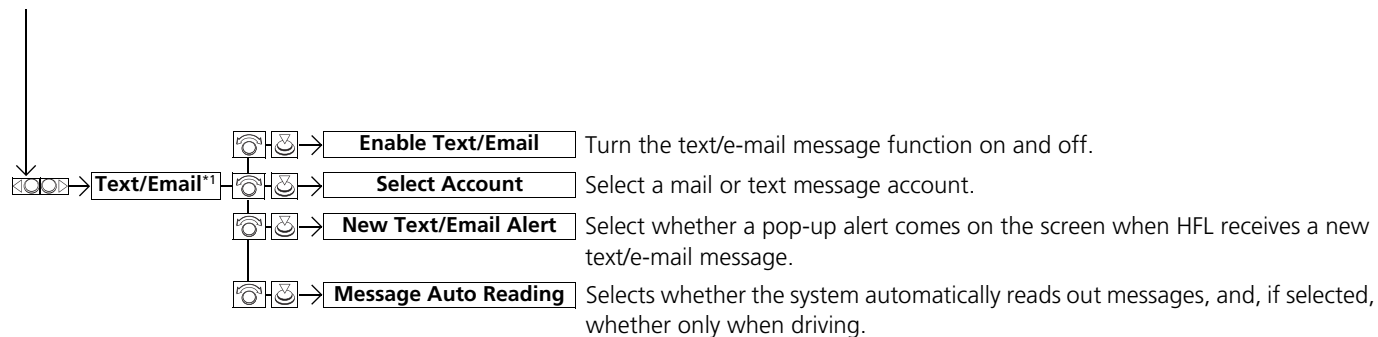 Enable Text/Email Turn the text/e-mail message function on and off.
Text/Email*1 Select Account Select a mail or text message account.
New Text/Email Alert Select whether a pop-up alert comes on the screen when HFL receives a new
text/e-mail message.
Message Auto Reading Selects whether the system automatically reads out messages, and, if selected,
whether only when driving.